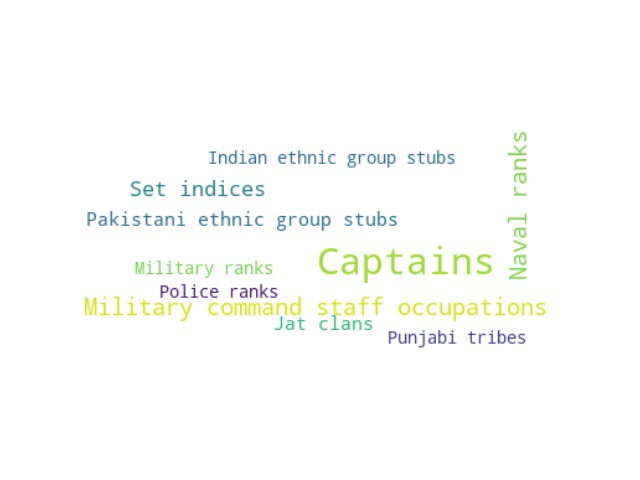 Indian ethnic group stubs
Naval ranks
Set indices
Pakistani ethnic group stubs
Captains
Military ranks
Police ranks
Military command staff occupations
Jat clans
Punjabi tribes